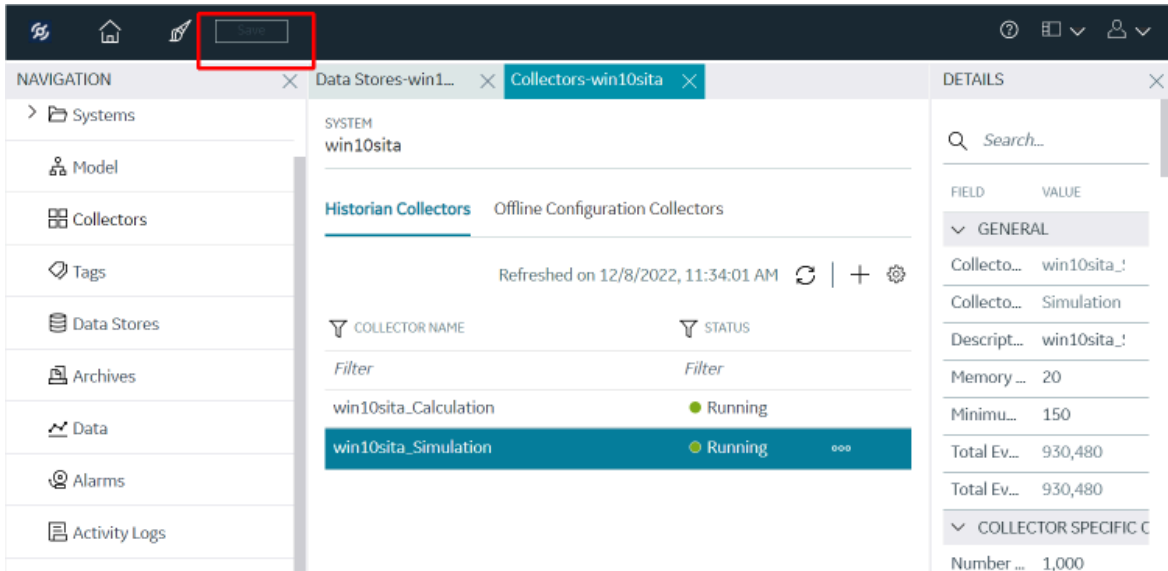 Save
NAVIGATION
Systems
Model
Collectors
Tags
Data Stores
Archives
Data
Alarms
Activity Logs
Data Stores-win1...
Collectors-win10sita
SYSTEM
win10sita
Historian Collectors Offline Configuration Collectors
Refreshed on 12/8/2022, 11:34:01 AM
COLLECTOR NAME STATUS
Filter Filter
win10sita_Calculation Running
win10sita_Simulation Running
DETAILS
Search...
FIELD VALUE
GENERAL
Collecto... win10sita_
Collecto... Simulation
Descript... win10sita_
Memory ... 20
Minimu... 150
Total Ev... 930,480
Total Ev... 930,480
COLLECTOR SPECIFIC
Number ... 1,000